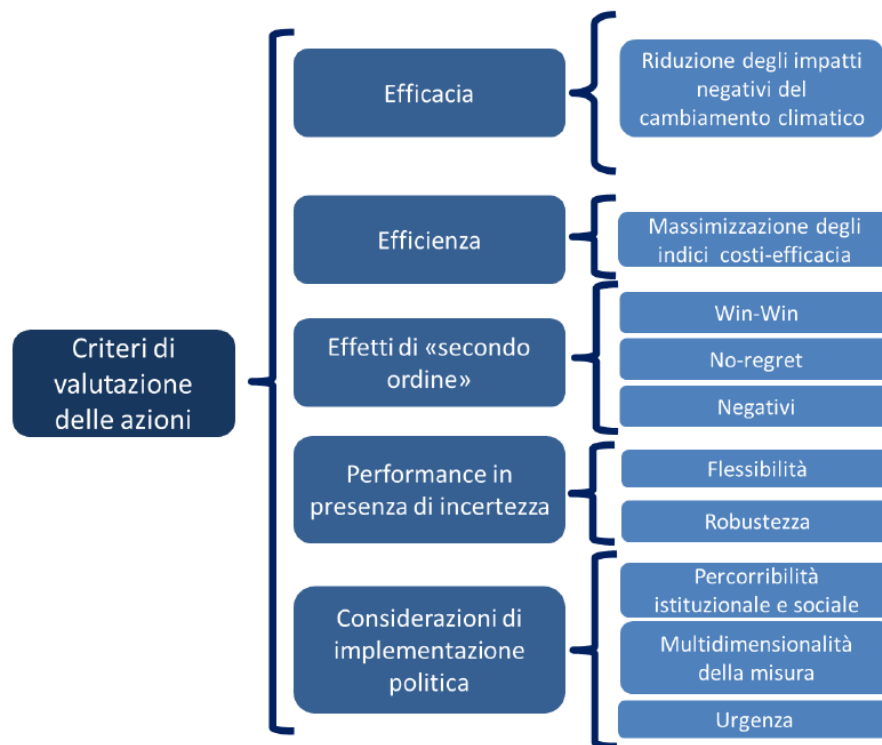 Criteri di
valutazione
delle azioni
Efficacia
Riduzione degli impatti
negativi del
cambiamento climatico
Efficienza
Massimizzazione degli
indici costi-efficacia
Effetti di «secondo
ordine»
Win-Win
No-regret
Negativi
Performance in
presenza di incertezza
Flessibilità
Robustezza
Considerazioni di
implementazione
politica
Percorribilità
istituzionale e sociale
Multidimensionalità
della misura
Urgenza